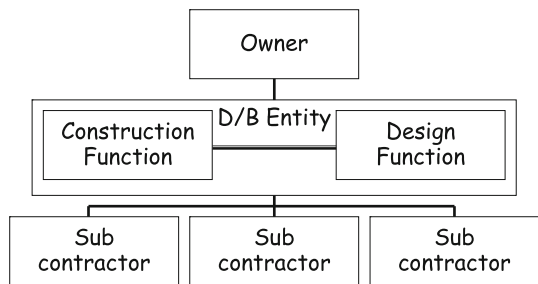 Owner
D/B Entity
Construction
Function
Design
Function
Sub
contractor
Sub
contractor
Sub
contractor